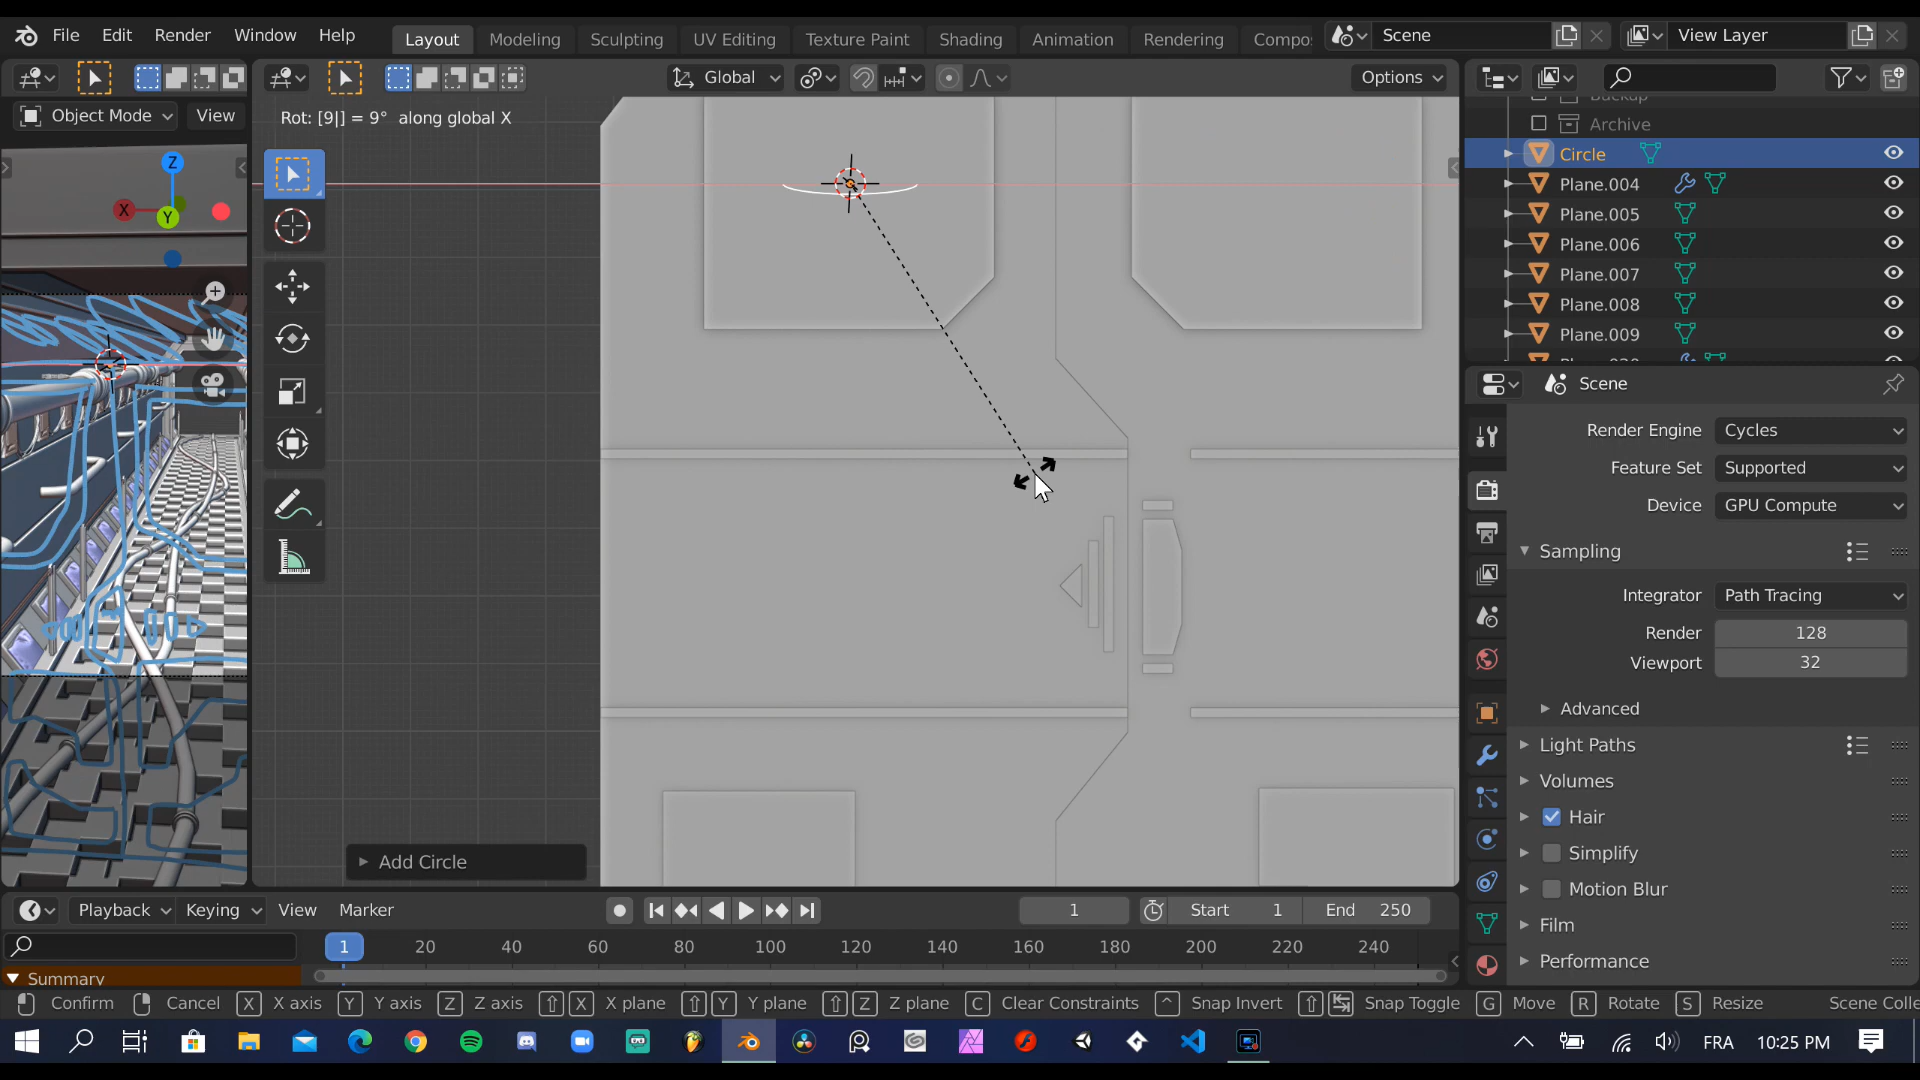 File Edit Render Window Help Layout Modeling Sculpting UV Editing Texture Paint Shading Animation Rendering Compo Scene View Layer
Global Options
Object Mode View
Rot: [9|] = 9° along global X
Z
X
Y
Backup
Archive
Circle
Plane.004
Plane.005
Plane.006
Plane.007
Plane.008
Plane.009
Scene
Render Engine Cycles
Feature Set Supported
Device GPU Compute
Sampling
Integrator Path Tracing
Render 128
Viewport 32
Advanced
Light Paths
Volumes
Hair
Simplify
Motion Blur
Film
Performance
Add Circle
Playback Keying View Marker 1 Start 1 End 250
1 20 40 60 80 100 120 140 160 180 200 220 240
Summary
Confirm Cancel X X axis Y Y axis Z Z axis X X plane Y Y plane Z Z plane C Clear Constraints ^ Snap Invert Snap Toggle G Move R Rotate S Resize Scene Colle
FRA 10:25 PM